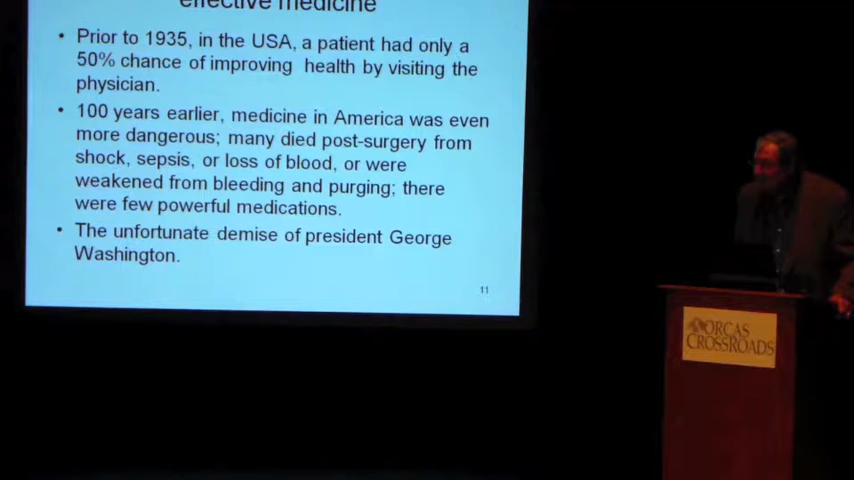 effective medicine
• Prior to 1935, in the USA, a patient had only a
50% chance of improving health by visiting the
physician.
• 100 years earlier, medicine in America was even
more dangerous; many died post-surgery from
shock, sepsis, or loss of blood, or were
weakened from bleeding and purging; there
were few powerful medications.
• The unfortunate demise of president George
Washington.
11
ORCAS
CROSSROADS